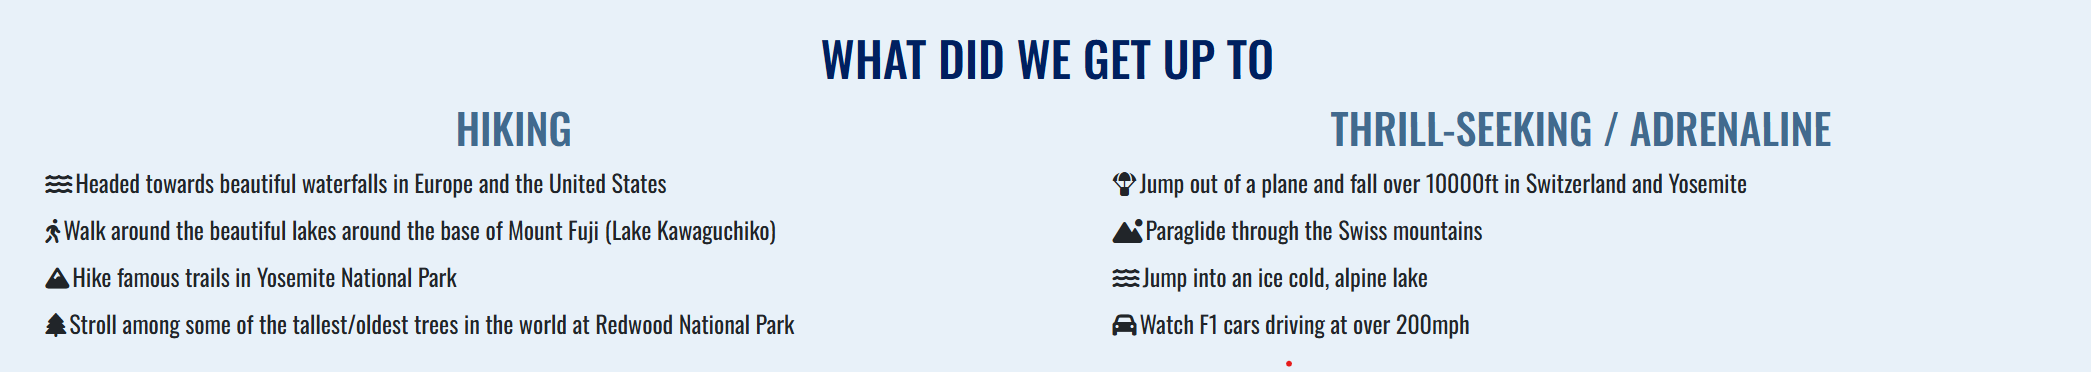 WHAT DID WE GET UP TO
HIKING
Headed towards beautiful waterfalls in Europe and the United States
Walk around the beautiful lakes around the base of Mount Fuji (Lake Kawaguchiko)
Hike famous trails in Yosemite National Park
Stroll among some of the tallest/oldest trees in the world at Redwood National Park
THRILL-SEEKING / ADRENALINE
Jump out of a plane and fall over 10000ft in Switzerland and Yosemite
Paraglide through the Swiss mountains
Jump into an ice cold, alpine lake
Watch F1 cars driving at over 200mph